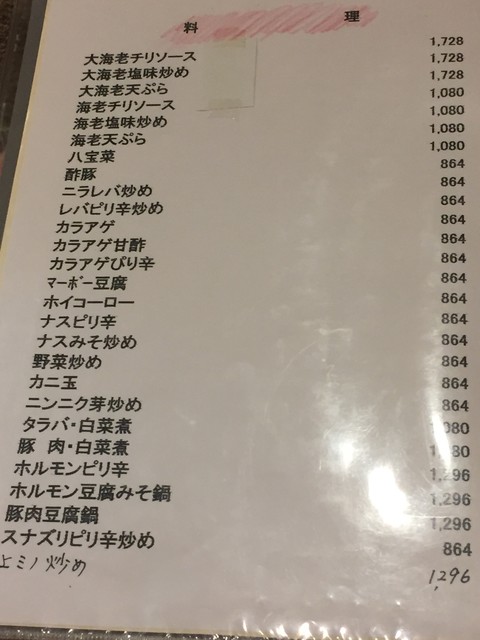 料 理
大海老チリソース 1,728
大海老塩味炒め 1,728
大海老天ぷら 1,728
海老チリソース 1,080
海老塩味炒め 1,080
海老天ぷら 1,080
八宝菜 1,080
酢豚 864
ニラレバ炒め 864
レバピリ辛炒め 864
カラアゲ 864
カラアゲ甘酢 864
カラアゲぴり辛 864
マーボー豆腐 864
ホイコーロー 864
ナスピリ辛 864
ナスみそ炒め 864
野菜炒め 864
カニ玉 864
ニンニク芽炒め 864
タラバ・白菜煮 1,080
豚 肉・白菜煮 1,080
ホルモンピリ辛 1,296
ホルモン豆腐みそ鍋 1,296
豚肉豆腐鍋 1,296
スナズリピリ辛炒め 864
上ミノ炒め 1,296